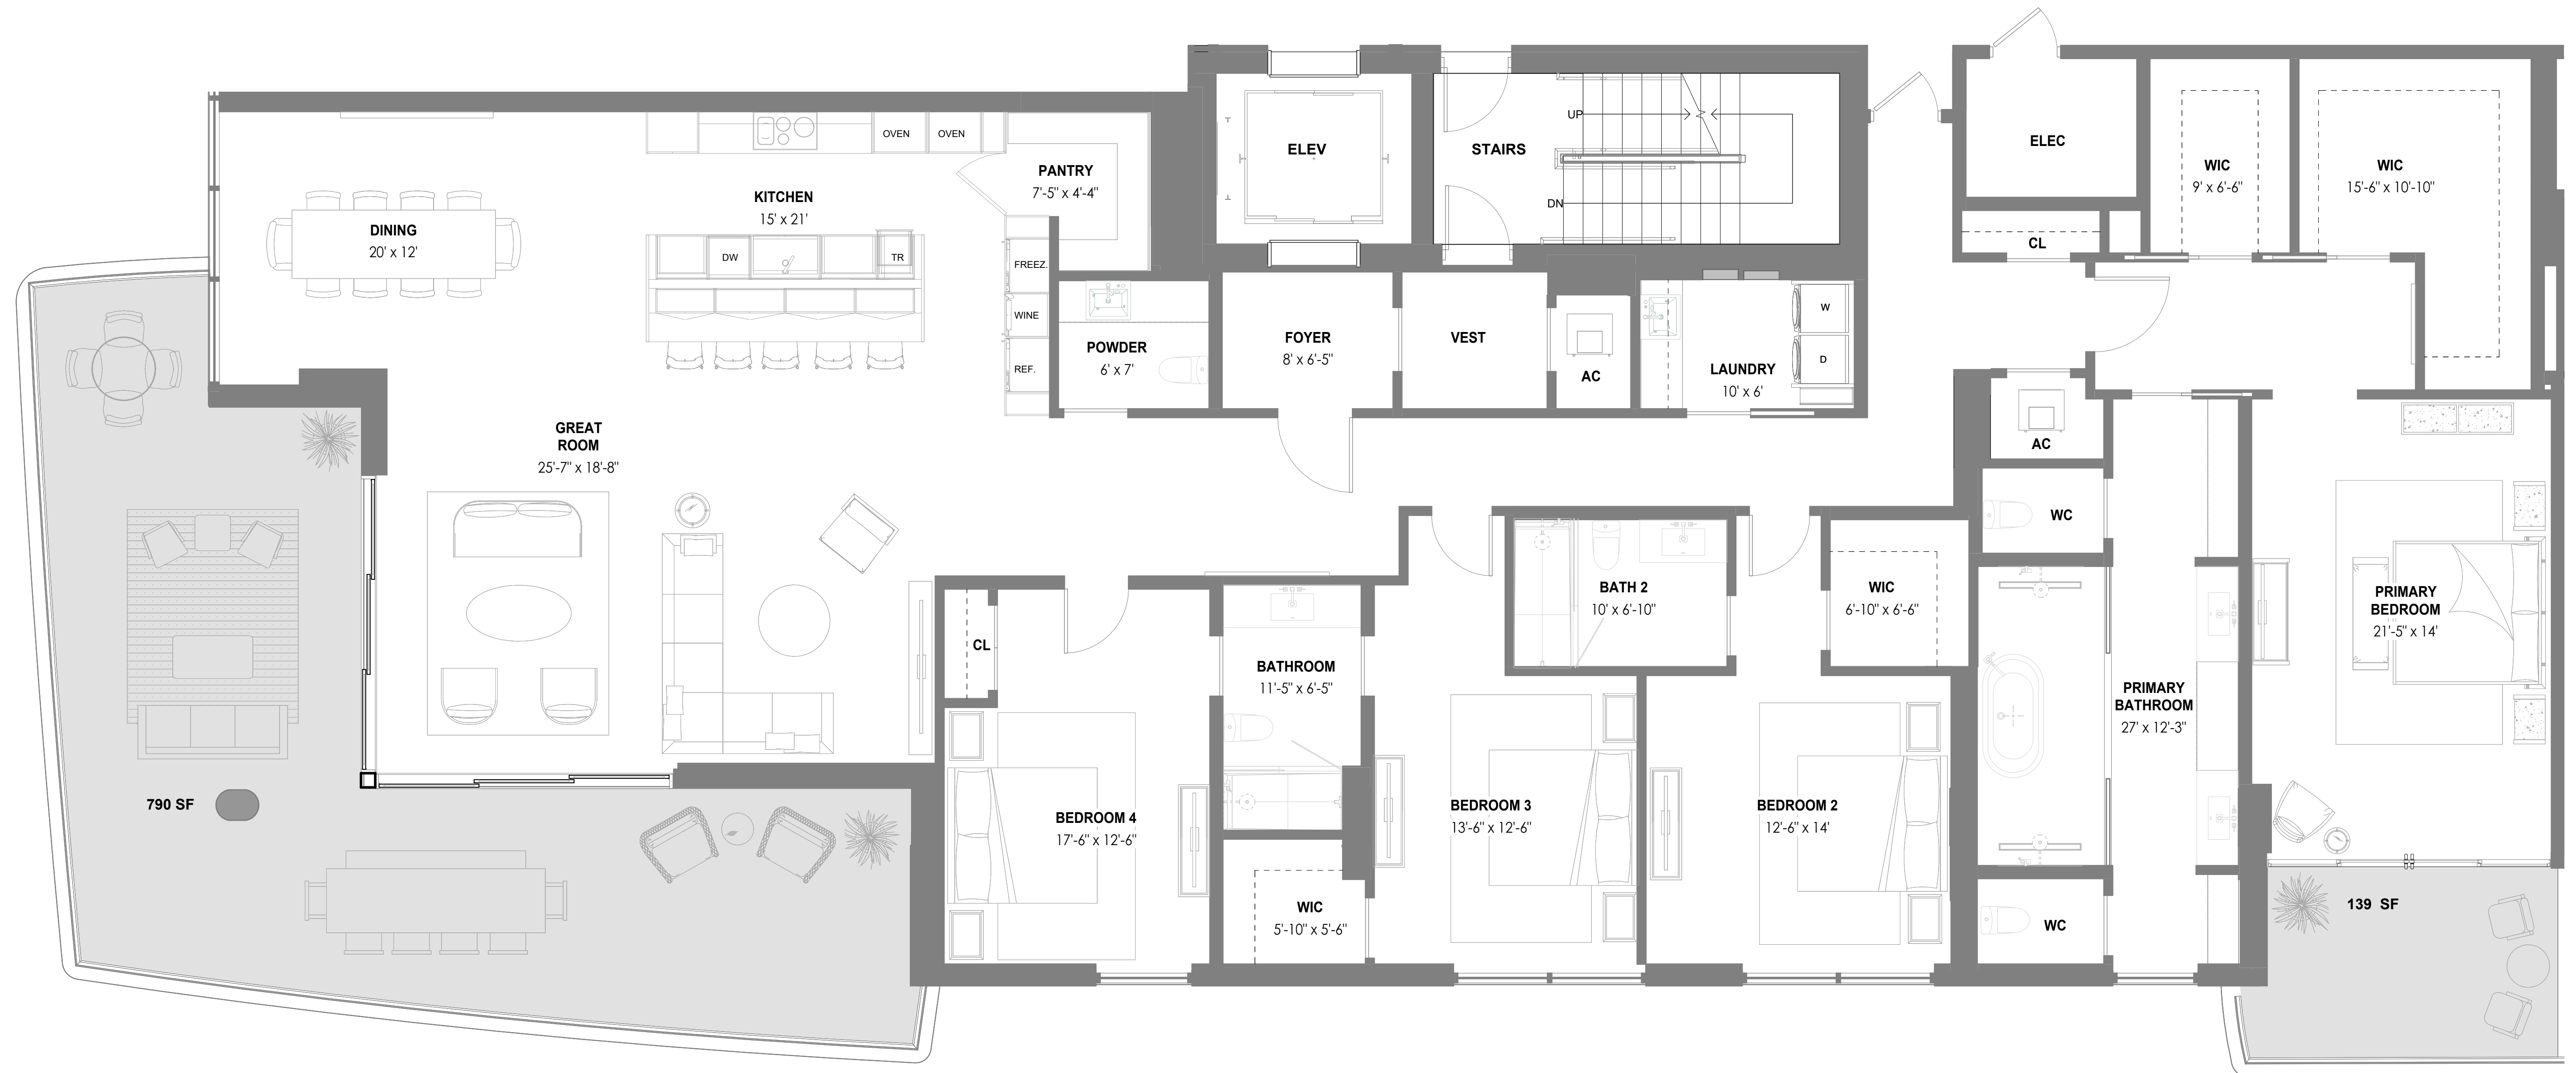 ELEV
STAIRS
UP
DN
ELEC
WIC
9' x 6'-6"
WIC
15'-6" x 10'-10"
CL
OVEN
OVEN
PANTRY
7'-5" x 4'-4"
KITCHEN
15' x 21'
DINING
20' x 12'
DW
TR
FREEZ.
WINE
REF.
POWDER
6' x 7'
FOYER
8' x 6'-5"
VEST
AC
LAUNDRY
10' x 6'
W
D
AC
GREAT
ROOM
25'-7" x 18'-8"
WC
BATH 2
10' x 6'-10"
WIC
6'-10" x 6'-6"
PRIMARY
BEDROOM
21'-5" x 14'
CL
BATHROOM
11'-5" x 6'-5"
PRIMARY
BATHROOM
27' x 12'-3"
790 SF
BEDROOM 4
17'-6" x 12'-6"
BEDROOM 3
13'-6" x 12'-6"
BEDROOM 2
12'-6" x 14'
WIC
5'-10" x 5'-6"
WC
139 SF